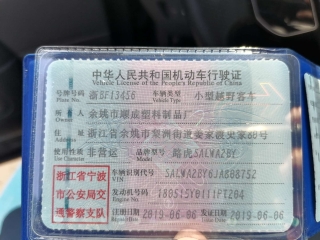 中华人民共和国机动车行驶证
Vehicle License of the People's Republic of China
号牌号码 浙BF13456 车辆类型 小型越野客车
Plate No. Vehicle Type
所有人 余姚市顺成塑料制品厂
Owner
住址 浙江省余姚市梨洲街道姜家渡史家60号
Address
使用性质 非营运 品牌型号 路虎SALWA2BY
Use Character Model
浙江省宁波
市公安局交
通警察支队
车辆识别代号 SALWA2BY6JA808752
VIN
发动机号码 180515Y0111PT204
Engine No.
注册日期 2019-06-06 发证日期 2019-06-06
Register Date Issue Date